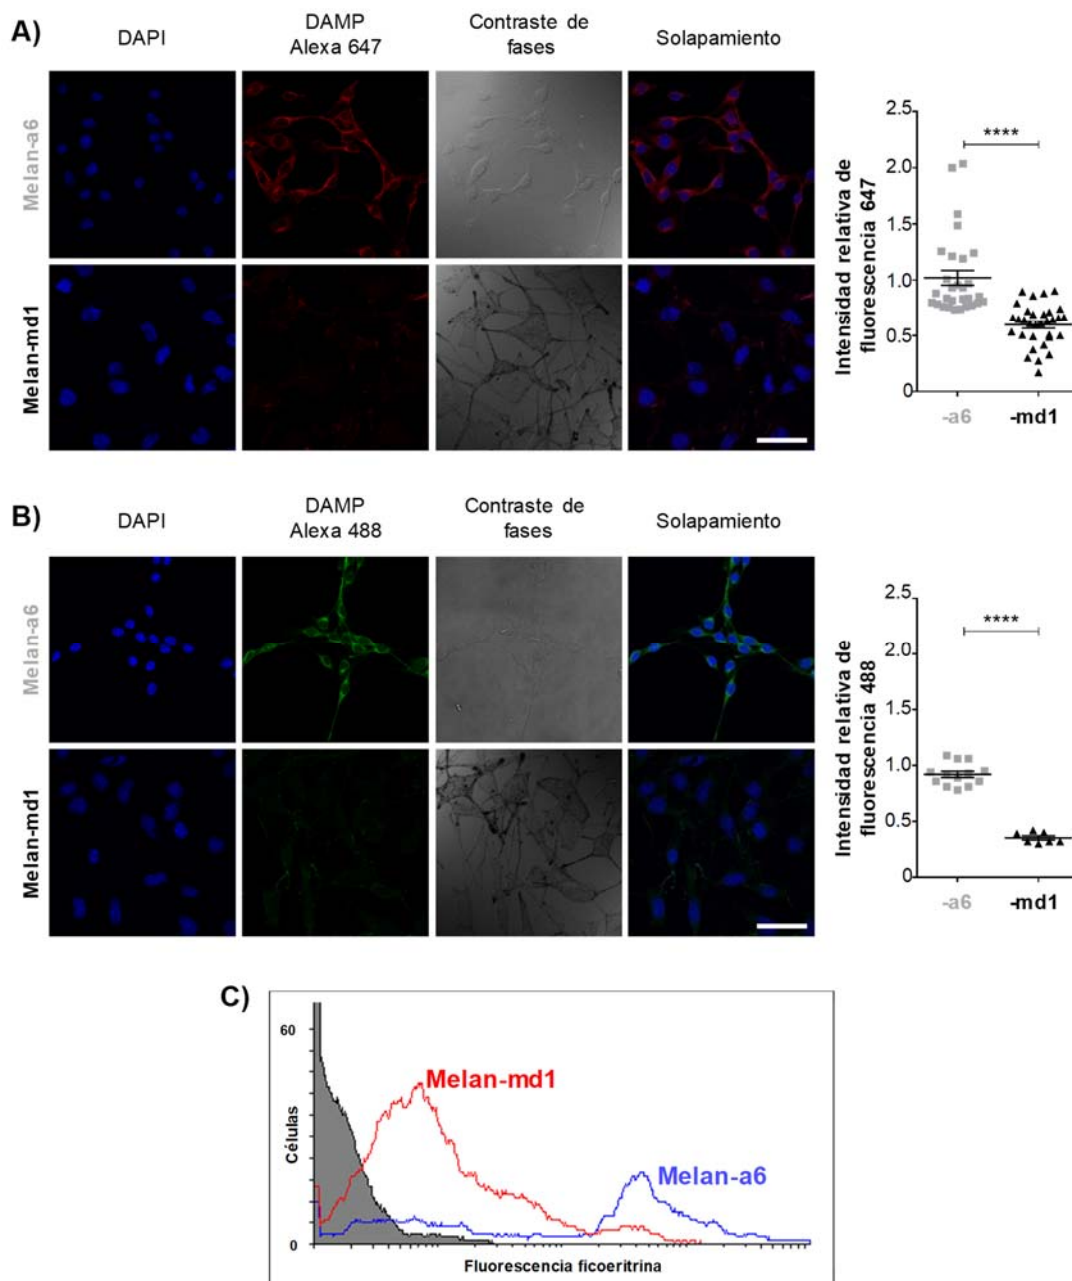 A)
DAPI
DAMP
Alexa 647
Contraste de
fases
Solapamiento
Melan-a6
Melan-md1
Intensidad relativa de
fluorescencia 647
2.5
2.0
1.5
1.0
0.5
0
****
-a6
-md1
B)
DAPI
DAMP
Alexa 488
Contraste de
fases
Solapamiento
Melan-a6
Melan-md1
Intensidad relativa de
fluorescencia 488
2.5
2.0
1.5
1.0
0.5
0
****
-a6
-md1
C)
60
Células
0
Melan-md1
Melan-a6
Fluorescencia ficoeritrina